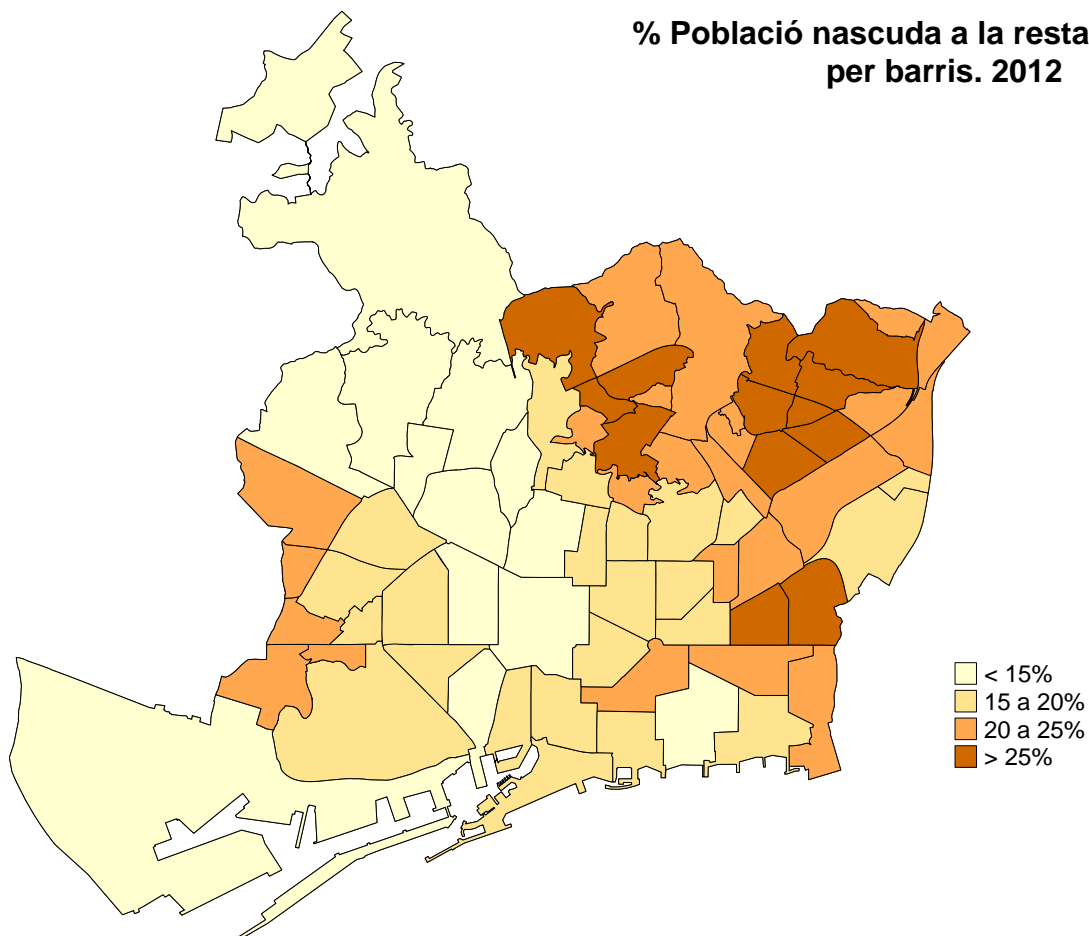 % Població nascuda a la resta
per barris. 2012
< 15%
15 a 20%
20 a 25%
> 25%